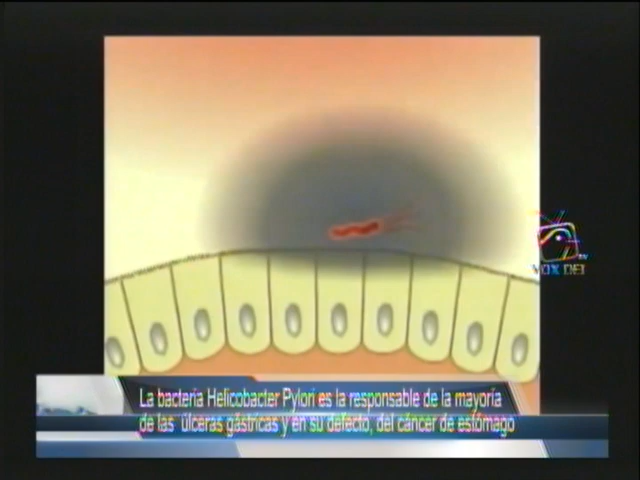 VOX DEI
La bacteria Helicobacter Pylori es la responsable de la mayoría
de las úlceras gástricas y en su defecto, del cáncer de estómago